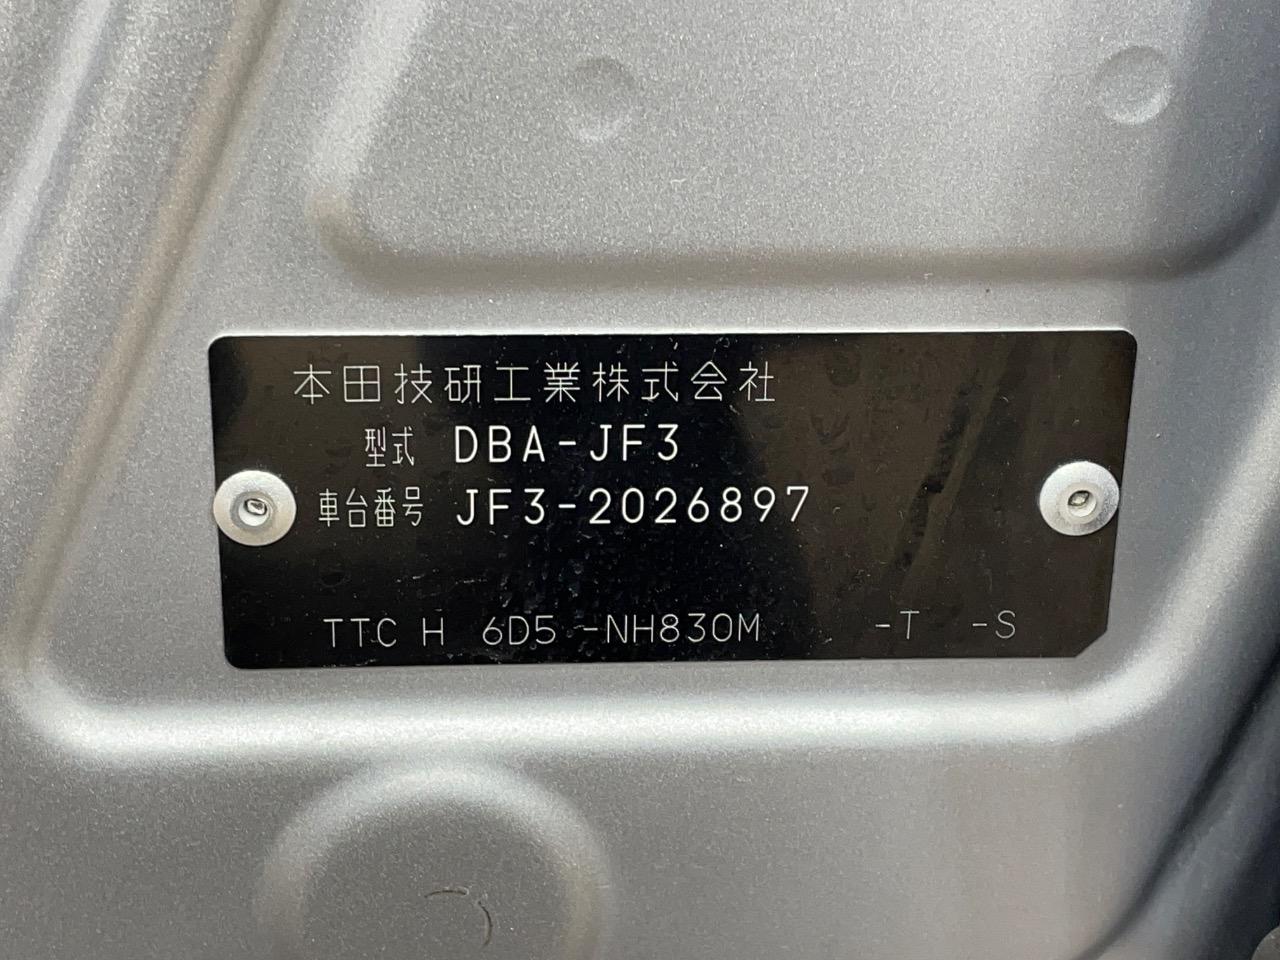 本田技研工業株式会社
型式 DBA-JF3
車台番号 JF3-2026897
TTC H 6D5 -NH830M -T -S